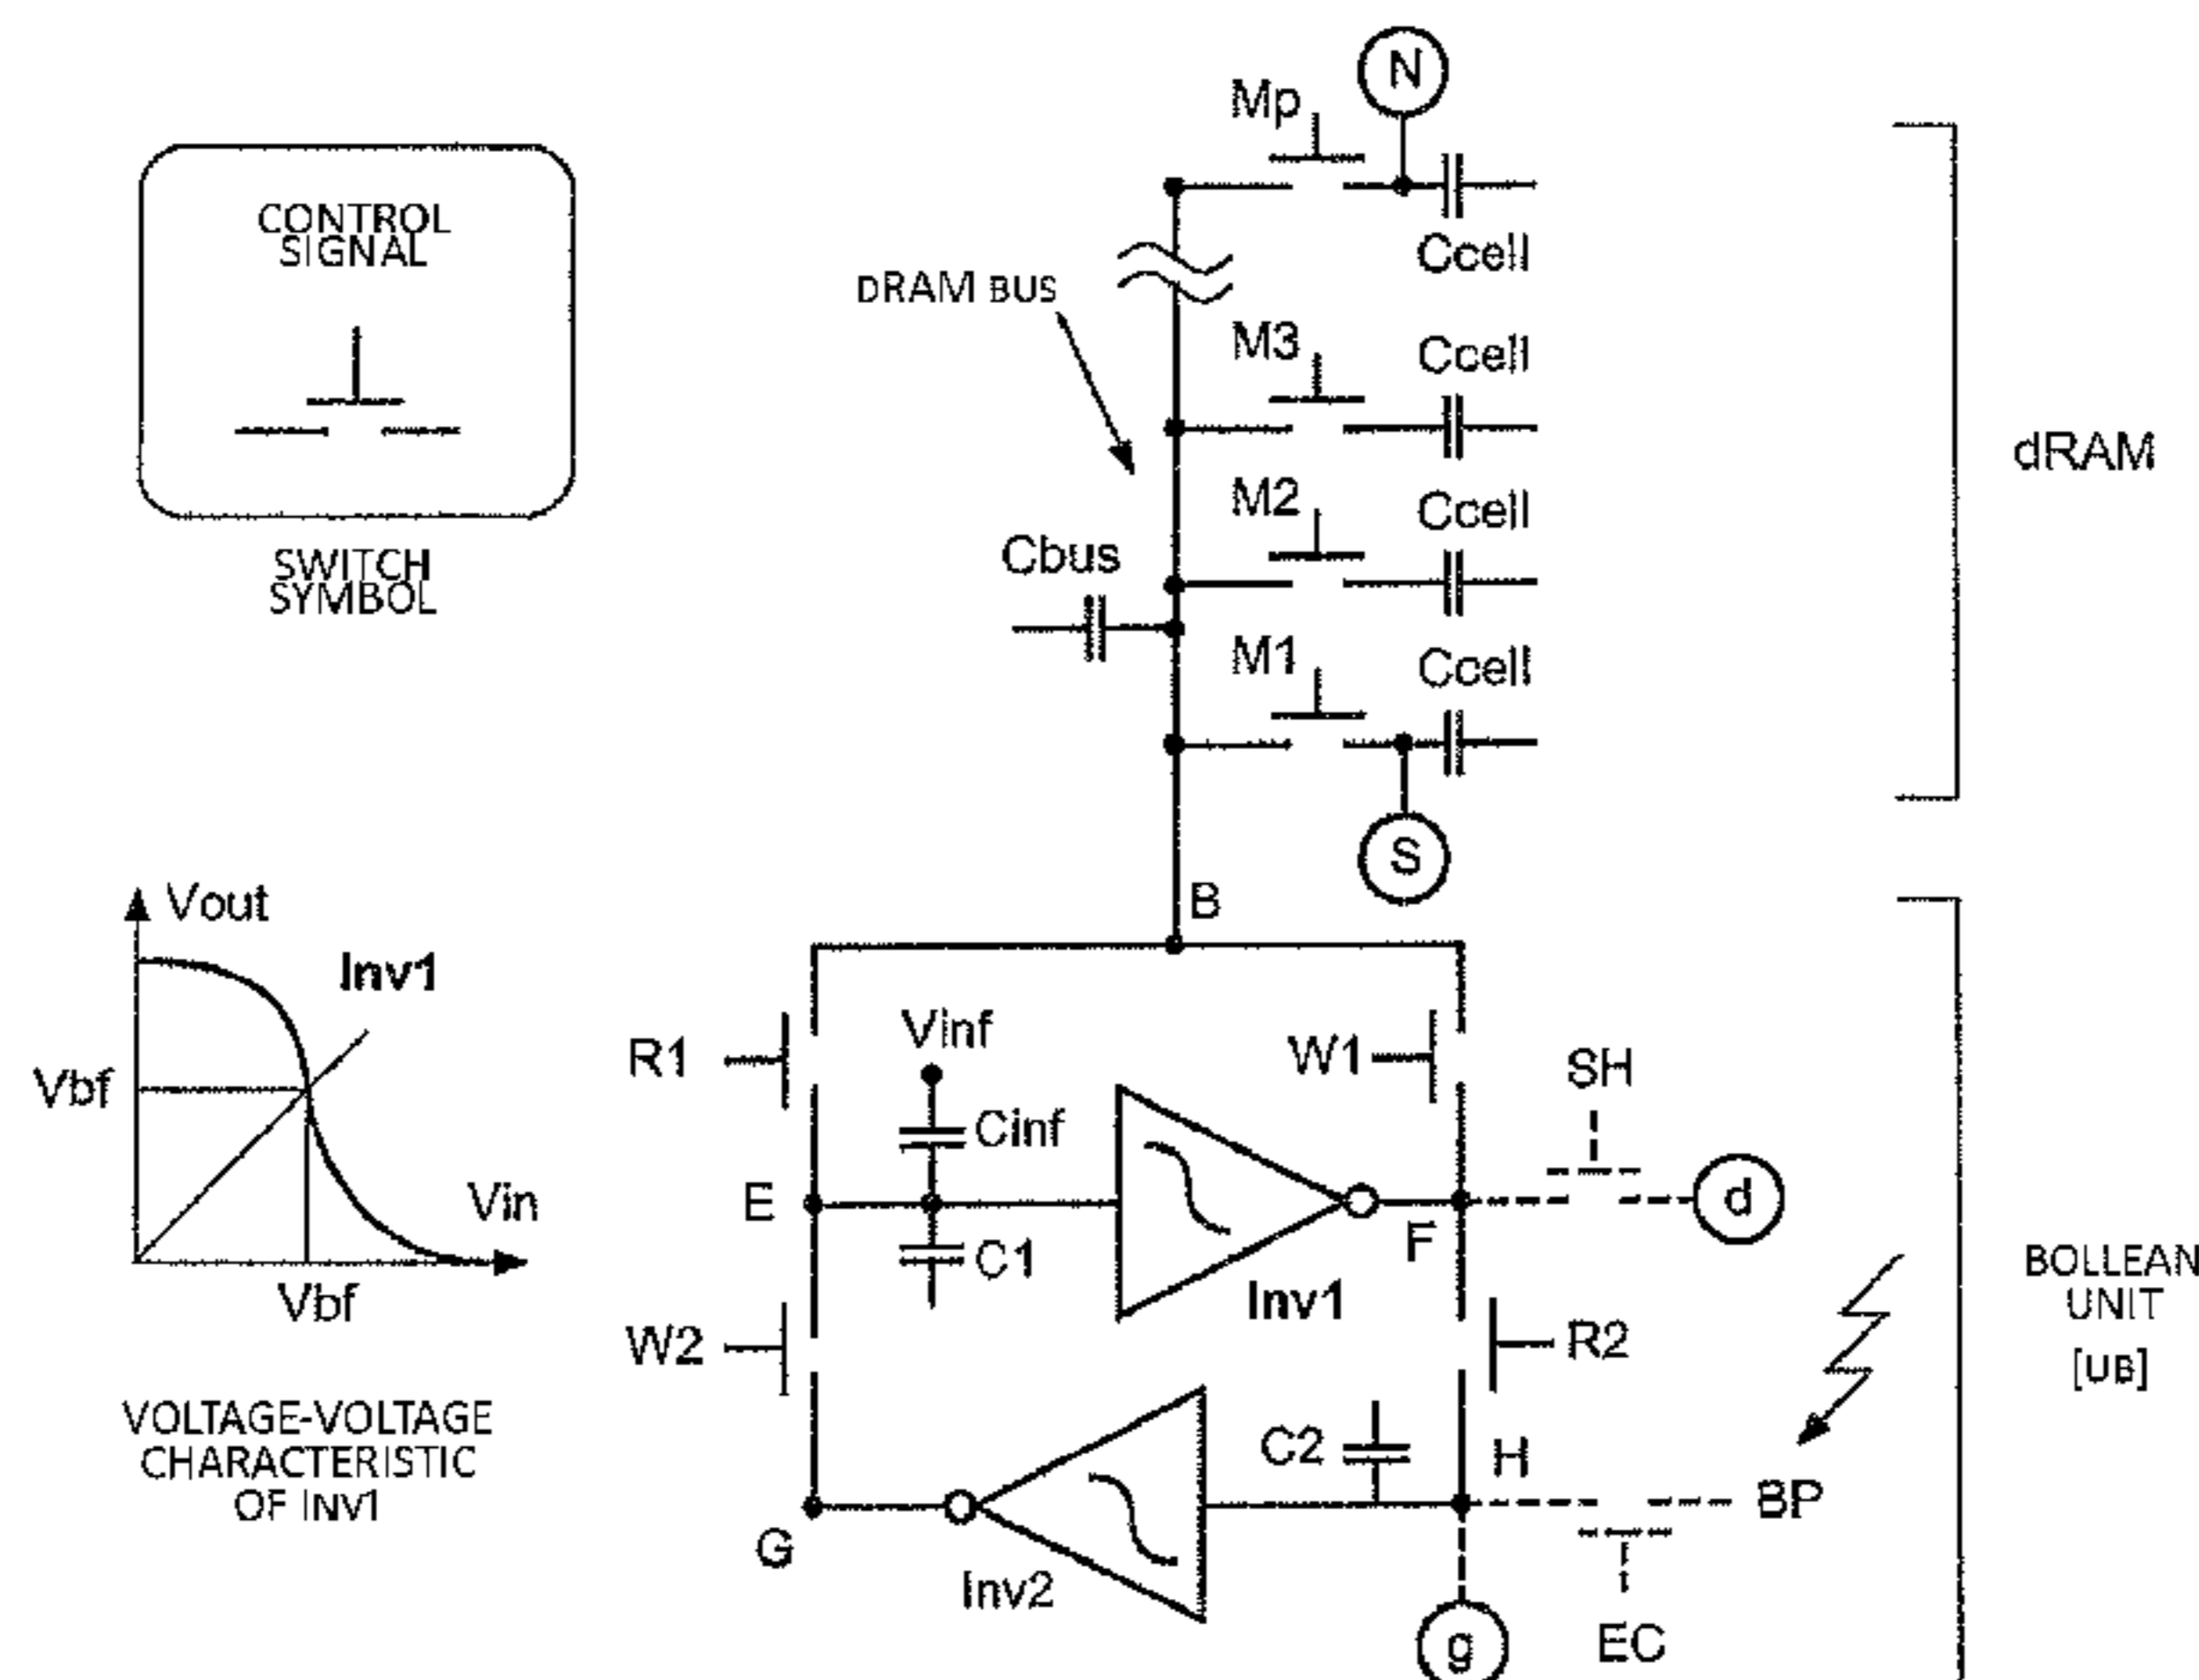 N
Mp
CONTROL
SIGNAL
Ccell
DRAM BUS
M3
Ccell
dRAM
M2
Ccell
SWITCH
SYMBOL
Cbus
M1
Ccell
S
B
Vout
Inv1
Vinf
R1
W1
SH
Vbf
Cinf
E
d
Vin
F
C1
Inv1
Vbf
BOLLEAN
UNIT
[UB]
W2
R2
VOLTAGE-VOLTAGE
CHARACTERISTIC
OF INV1
C2
H
BP
G
Inv2
g
EC